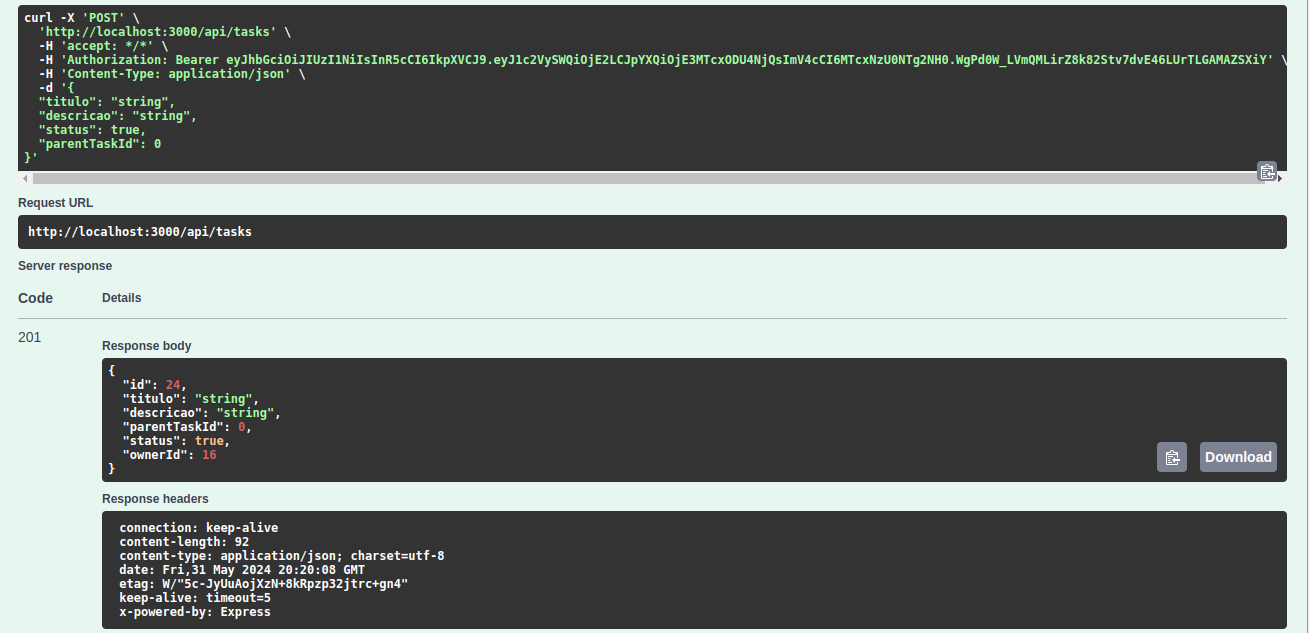 curl -X 'POST' \
  'http://localhost:3000/api/tasks' \
  -H 'accept: */*' \
  -H 'Authorization: Bearer eyJhbGciOiJIUzI1NiIsInR5cCI6IkpXVCJ9.eyJ1c2VySWQiOjE2LCJpYXQiOjE3MTcxODU4NjQsImV4cCI6MTcxNzU0NTg2NH0.WgPd0W_LVmQMLirZ8k82Stv7dvE46LUrTLGAMAZSXiY' \
  -H 'Content-Type: application/json' \
  -d '{
  "titulo": "string",
  "descricao": "string",
  "status": true,
  "parentTaskId": 0
}'
Request URL
http://localhost:3000/api/tasks
Server response
Code Details
201
Response body
{
  "id": 24,
  "titulo": "string",
  "descricao": "string",
  "parentTaskId": 0,
  "status": true,
  "ownerId": 16
}
Download
Response headers
connection: keep-alive
content-length: 92
content-type: application/json; charset=utf-8
date: Fri,31 May 2024 20:20:08 GMT
etag: W/"5c-JyUuAojXzN+8kRpzp32jtrc+gn4"
keep-alive: timeout=5
x-powered-by: Express